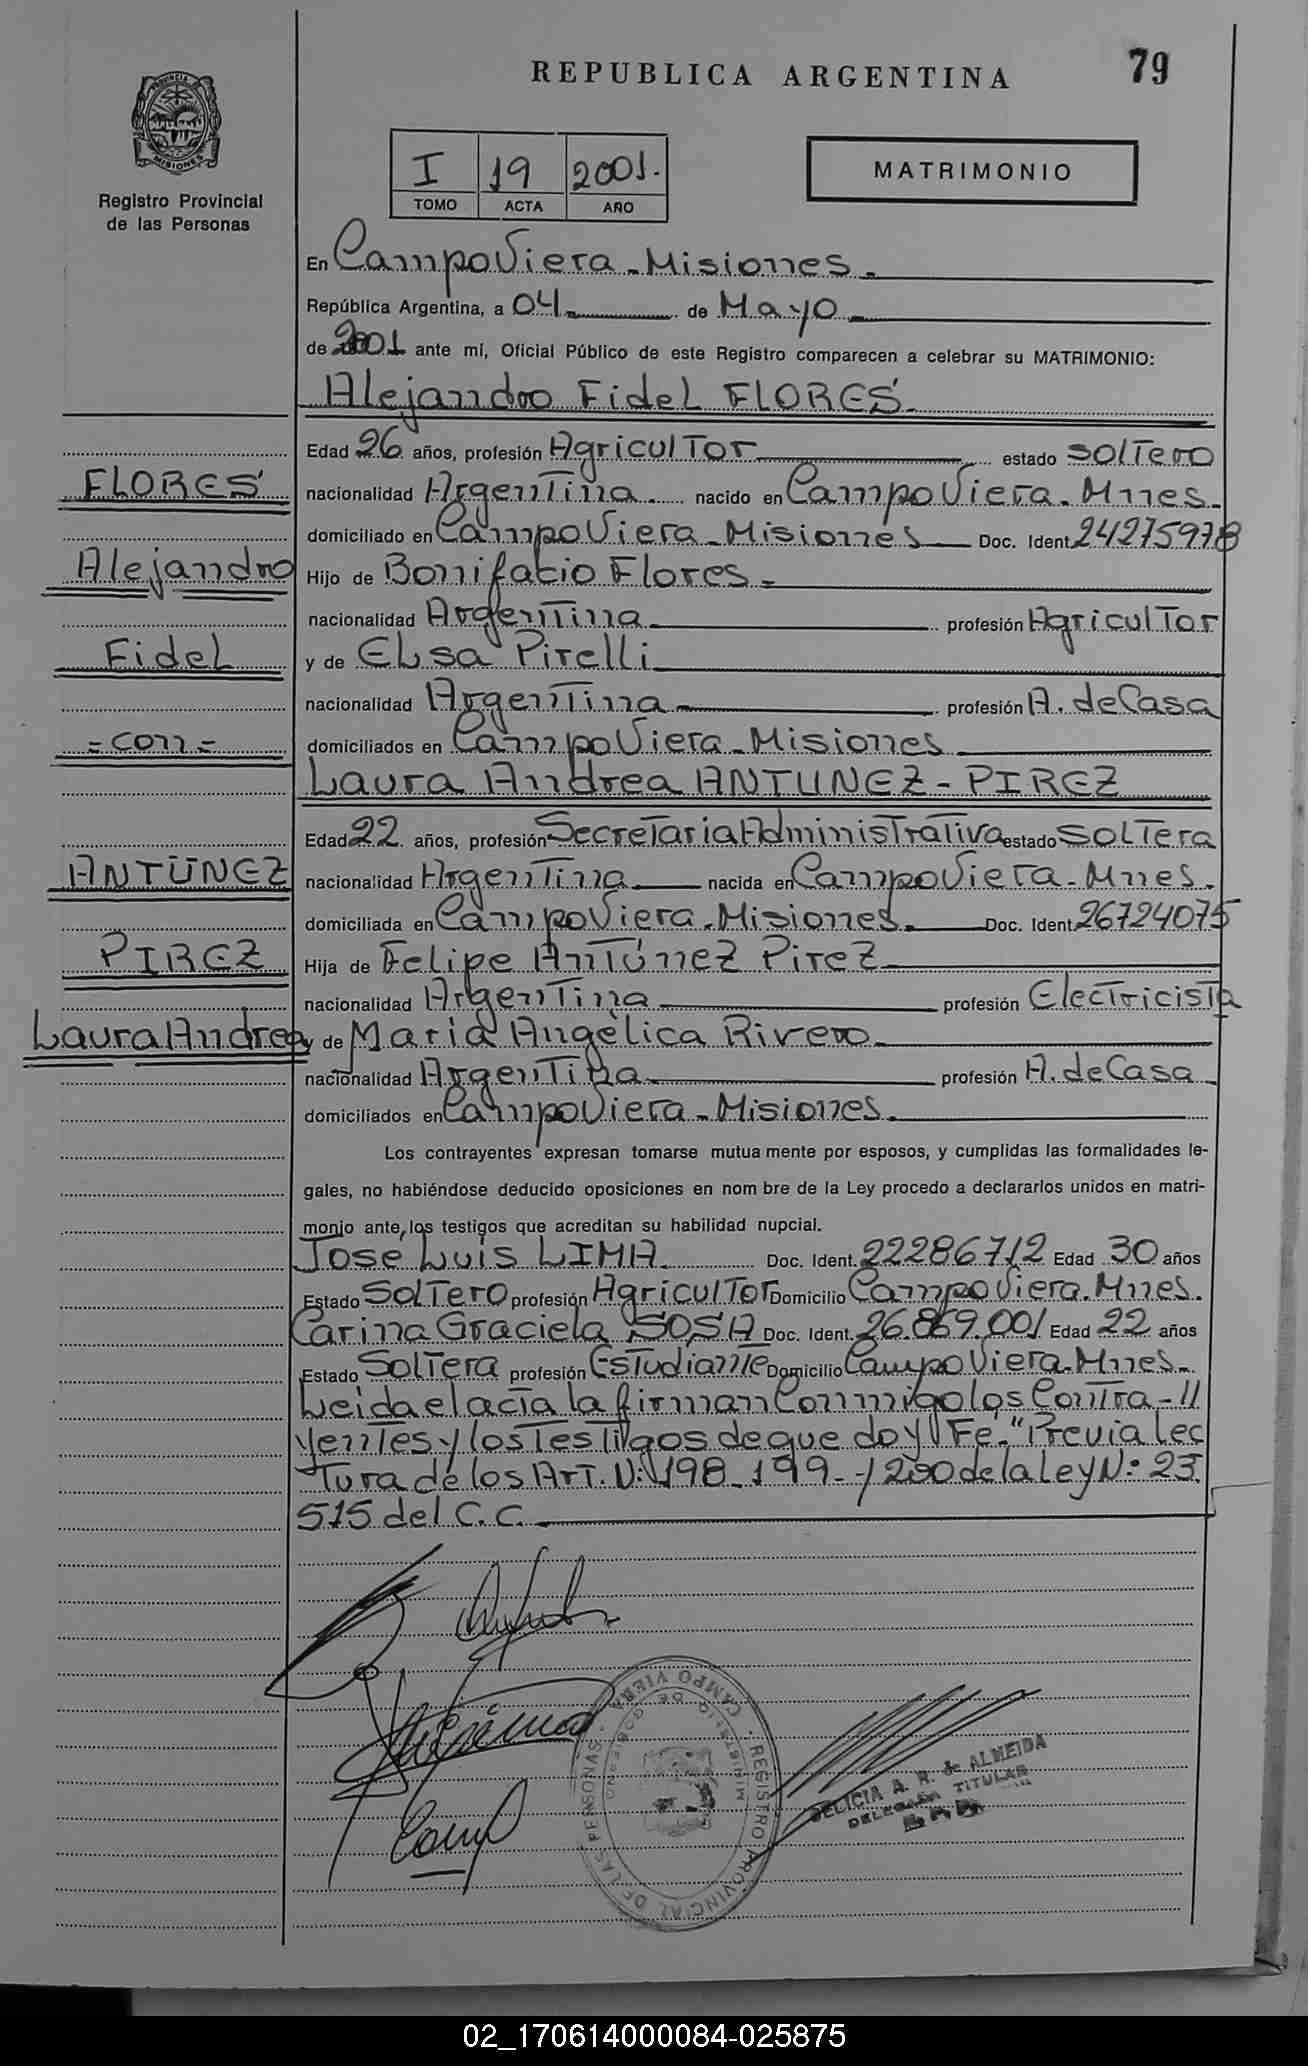 REPUBLICA ARGENTINA
79
PROVINCIA
MISIONES
Registro Provincial
de las Personas
I 19 2001.
TOMO ACTA AÑO
MATRIMONIO
En Campo Viera - Misiones.
República Argentina, a 04 de Mayo
de 2001 ante mí, Oficial Público de este Registro comparecen a celebrar su MATRIMONIO:
Alejandro Fidel FLORES
Edad 26 años, profesión Agricultor estado soltero
nacionalidad Argentina nacido en Campo Viera. Mnes.
domiciliado en Campo Viera - Misiones Doc. Ident. 24275978
Hijo de Bonifacio Flores.
nacionalidad Argentina profesión Agricultor
y de Elsa Pirelli
nacionalidad Argentina profesión A. de Casa
domiciliados en Campo Viera - Misiones
FLORES
Alejandro
Fidel
= con =
Laura Andrea ANTUNEZ - PIREZ
Edad 22 años, profesión Secretaria Administrativa estado soltera
nacionalidad Argentina nacida en Campo Viera - Mnes.
domiciliada en Campo Viera. Misiones. Doc. Ident. 26724075
Hija de Felipe Antúnez Pirez
nacionalidad Argentina profesión Electricista
y de María Angélica Rivero
nacionalidad Argentina profesión A. de Casa
domiciliados en Campo Viera - Misiones.
ANTÚNEZ
PIREZ
Laura Andrea
Los contrayentes expresan tomarse mutua mente por esposos, y cumplidas las formalidades le-
gales, no habiéndose deducido oposiciones en nom bre de la Ley procedo a declararlos unidos en matri-
monio ante, los testigos que acreditan su habilidad nupcial.
José Luis LIMA Doc. Ident. 22286712 Edad 30 años
Estado Soltero profesión Agricultor Domicilio Campo Viera. Mnes.
Carina Graciela SOSA Doc. Ident. 26.869.001 Edad 22 años
Estado Soltera profesión Estudiante Domicilio Campo Viera. Mnes.
Leida el acta la firman Conmigo los Contra - //
yentes y los Testigos de que doy Fé. "Previa lec
tura de los Art. N: 198 - 199 - / 200 de la Ley N: 23.
515 del C. C.
REGISTRO PROVINCIAL DE LAS PERSONAS - CAMPO VIERA -
MINISTERIO DE GOBIERNO
FELICIA A. R. de ALMEIDA
DELEGADA TITULAR
02_170614000084-025875